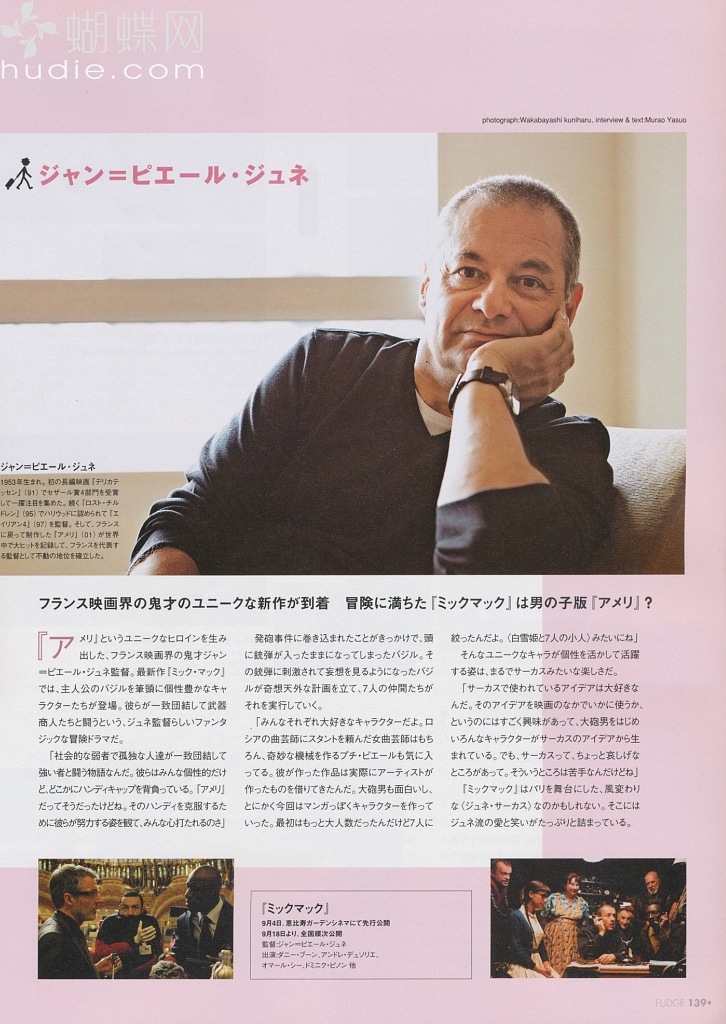 蝴蝶网
hudie.com
photograph:Wakabayashi kuniharu, interview & text:Murao Yasuo
ジャン＝ピエール・ジュネ
ジャン＝ピエール・ジュネ
1953年生まれ。初の長編映画『デリカテ
ッセン』（91）でセザール賞4部門を受賞
して一躍注目を集めた。続く『ロスト・チル
ドレン』（95）でハリウッドに認められて『エ
イリアン4』（97）を監督。そして、フランス
に戻って制作した『アメリ』（01）が世界
中で大ヒットを記録して、フランスを代表す
る監督として不動の地位を確立した。
フランス映画界の鬼才のユニークな新作が到着　冒険に満ちた『ミックマック』は男の子版『アメリ』？
『アメリ』というユニークなヒロインを生み
出した、フランス映画界の鬼才ジャン
＝ピエール・ジュネ監督。最新作『ミック・マック』
では、主人公のバジルを筆頭に個性豊かなキャ
ラクターたちが登場。彼らが一致団結して武器
商人たちと闘うという、ジュネ監督らしいファンタ
ジックな冒険ドラマだ。
「社会的な弱者で孤独な人達が一致団結して
強い者と闘う物語なんだ。彼らはみんな個性的だけ
ど、どこかにハンディキャップを背負っている。『アメリ』
だってそうだったけどね。そのハンディを克服するため
に彼らが努力する姿を観て、みんな心打たれるのさ」
発砲事件に巻き込まれたことがきっかけで、頭
に銃弾が入ったままになってしまったバジル。そ
の銃弾に刺激されて妄想を見るようになったバジ
ルが奇想天外な計画を立て、7人の仲間たちが
それを実行していく。
「みんなそれぞれ大好きなキャラクターだよ。ロ
シアの曲芸師にスタントを頼んだ女曲芸師はもち
ろん、奇妙な機械を作るプチ・ピエールも気に入
ってる。彼が作った作品は実際にアーティストが
作ったものを借りてきたんだ。大砲男も面白いし、
とにかく今回はマンガっぽくキャラクターを作って
いった。最初はもっと大人数だったんだけど7人に
絞ったんだよ。〈白雪姫と7人の小人〉みたいにね」
そんなユニークなキャラが個性を活かして活躍
する姿は、まるでサーカスみたいな楽しさだ。
「サーカスで使われているアイデアは大好きな
んだ。そのアイデアを映画のなかでいかに使うか、
というのにはすごく興味があって、大砲男をはじめ
いろんなキャラクターがサーカスのアイデアから生
まれている。でも、サーカスって、ちょっと哀しげな
ところがあって。そういうところは苦手なんだけどね」
『ミックマック』はパリを舞台にした、風変わり
な〈ジュネ・サーカス〉なのかもしれない。そこには
ジュネ流の愛と笑いがたっぷりと詰まっている。
『ミックマック』
9月4日、恵比寿ガーデンシネマにて先行公開
9月18日より、全国順次公開
監督:ジャン＝ピエール・ジュネ
出演:ダニー・ブーン、アンドレ・デュソリエ、
オマール・シー、ドミニク・ピノン 他
FUDGE 139